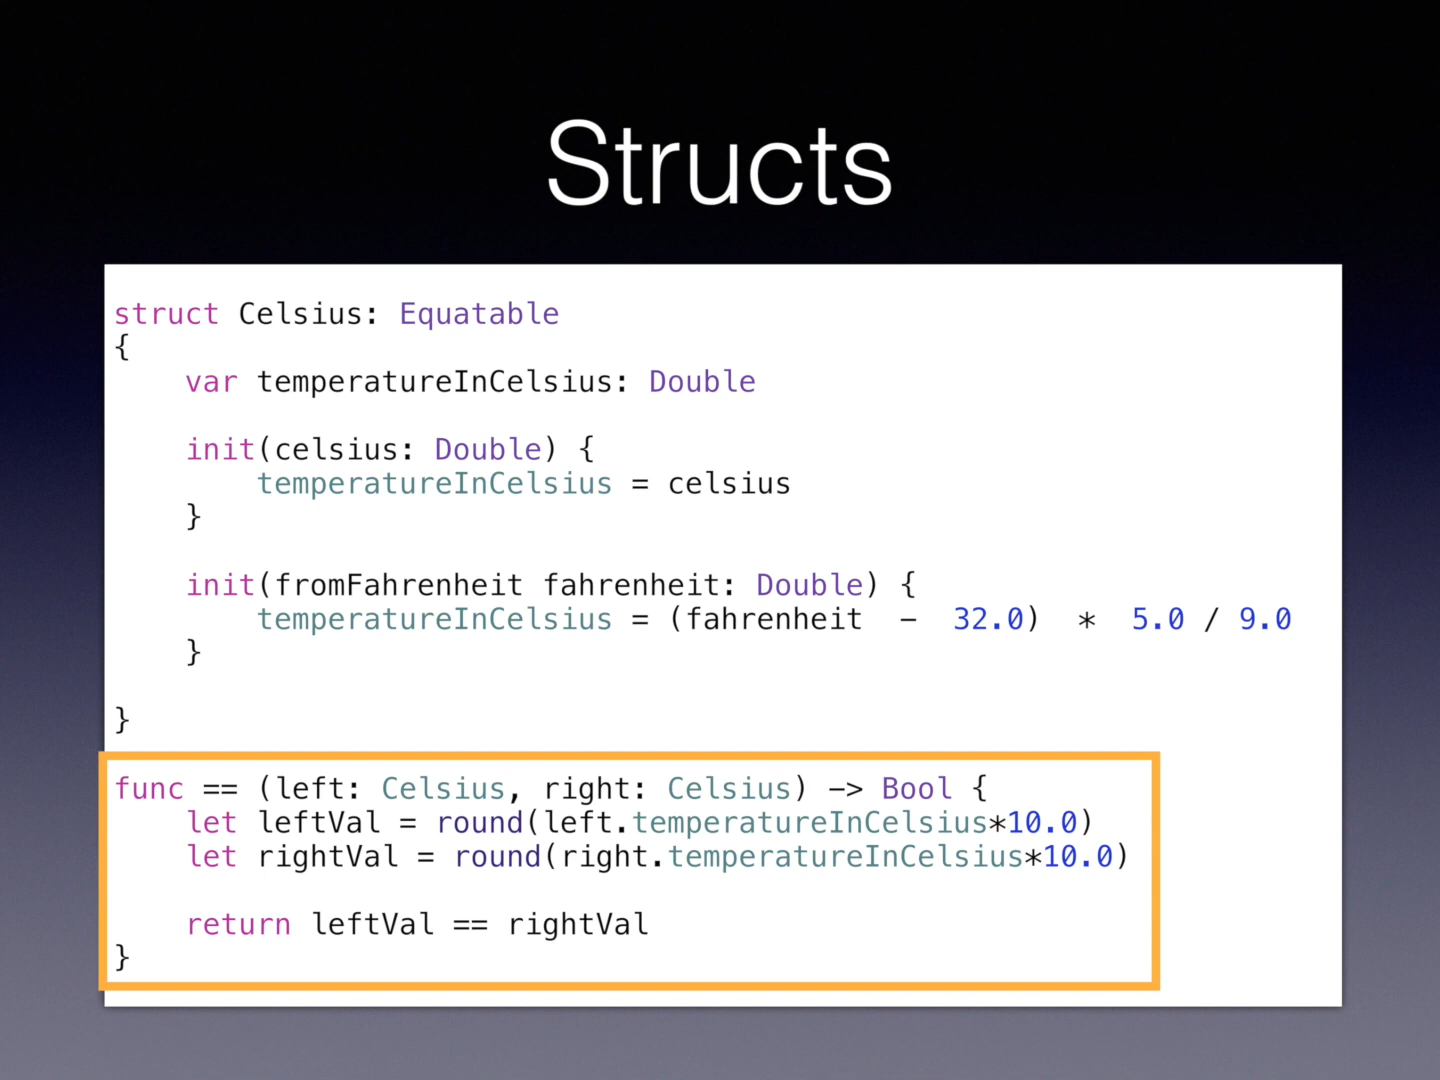 Structs
struct Celsius: Equatable
{
    var temperatureInCelsius: Double
    init(celsius: Double) {
        temperatureInCelsius = celsius
    }
    init(fromFahrenheit fahrenheit: Double) {
        temperatureInCelsius = (fahrenheit  -  32.0)  *  5.0 / 9.0
    }
}
func == (left: Celsius, right: Celsius) -> Bool {
    let leftVal = round(left.temperatureInCelsius*10.0)
    let rightVal = round(right.temperatureInCelsius*10.0)
    return leftVal == rightVal
}